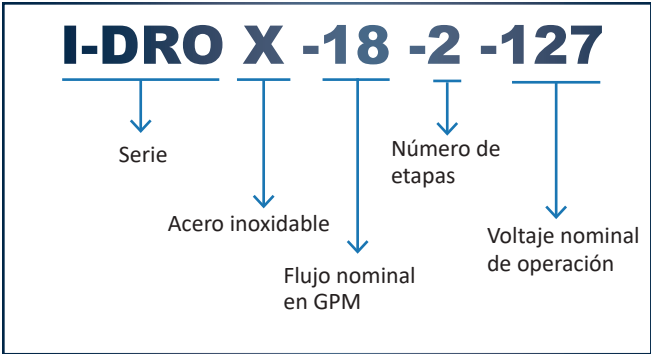 I-DRO X -18 -2 -127
Serie
Número de
etapas
Acero inoxidable
Voltaje nominal
de operación
Flujo nominal
en GPM